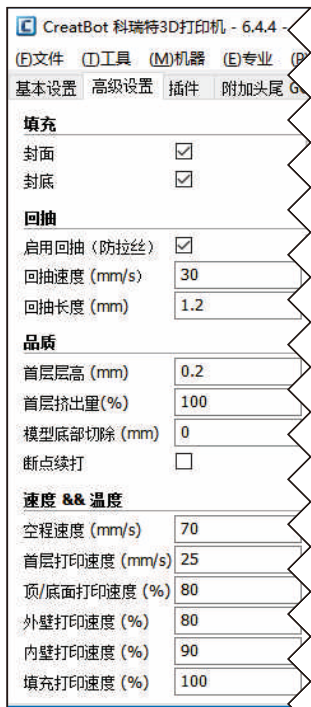 CreatBot 科瑞特3D打印机 - 6.4.4 -
(F)文件 (T)工具 (M)机器 (E)专业
基本设置 高级设置 插件 附加头尾
填充
封面
封底
回抽
启用回抽（防拉丝）
回抽速度 (mm/s) 30
回抽长度 (mm) 1.2
品质
首层层高 (mm) 0.2
首层挤出量(%) 100
模型底部切除 (mm) 0
断点续打
速度 && 温度
空程速度 (mm/s) 70
首层打印速度 (mm/s) 25
顶/底面打印速度 (%) 80
外壁打印速度 (%) 80
内壁打印速度 (%) 90
填充打印速度 (%) 100